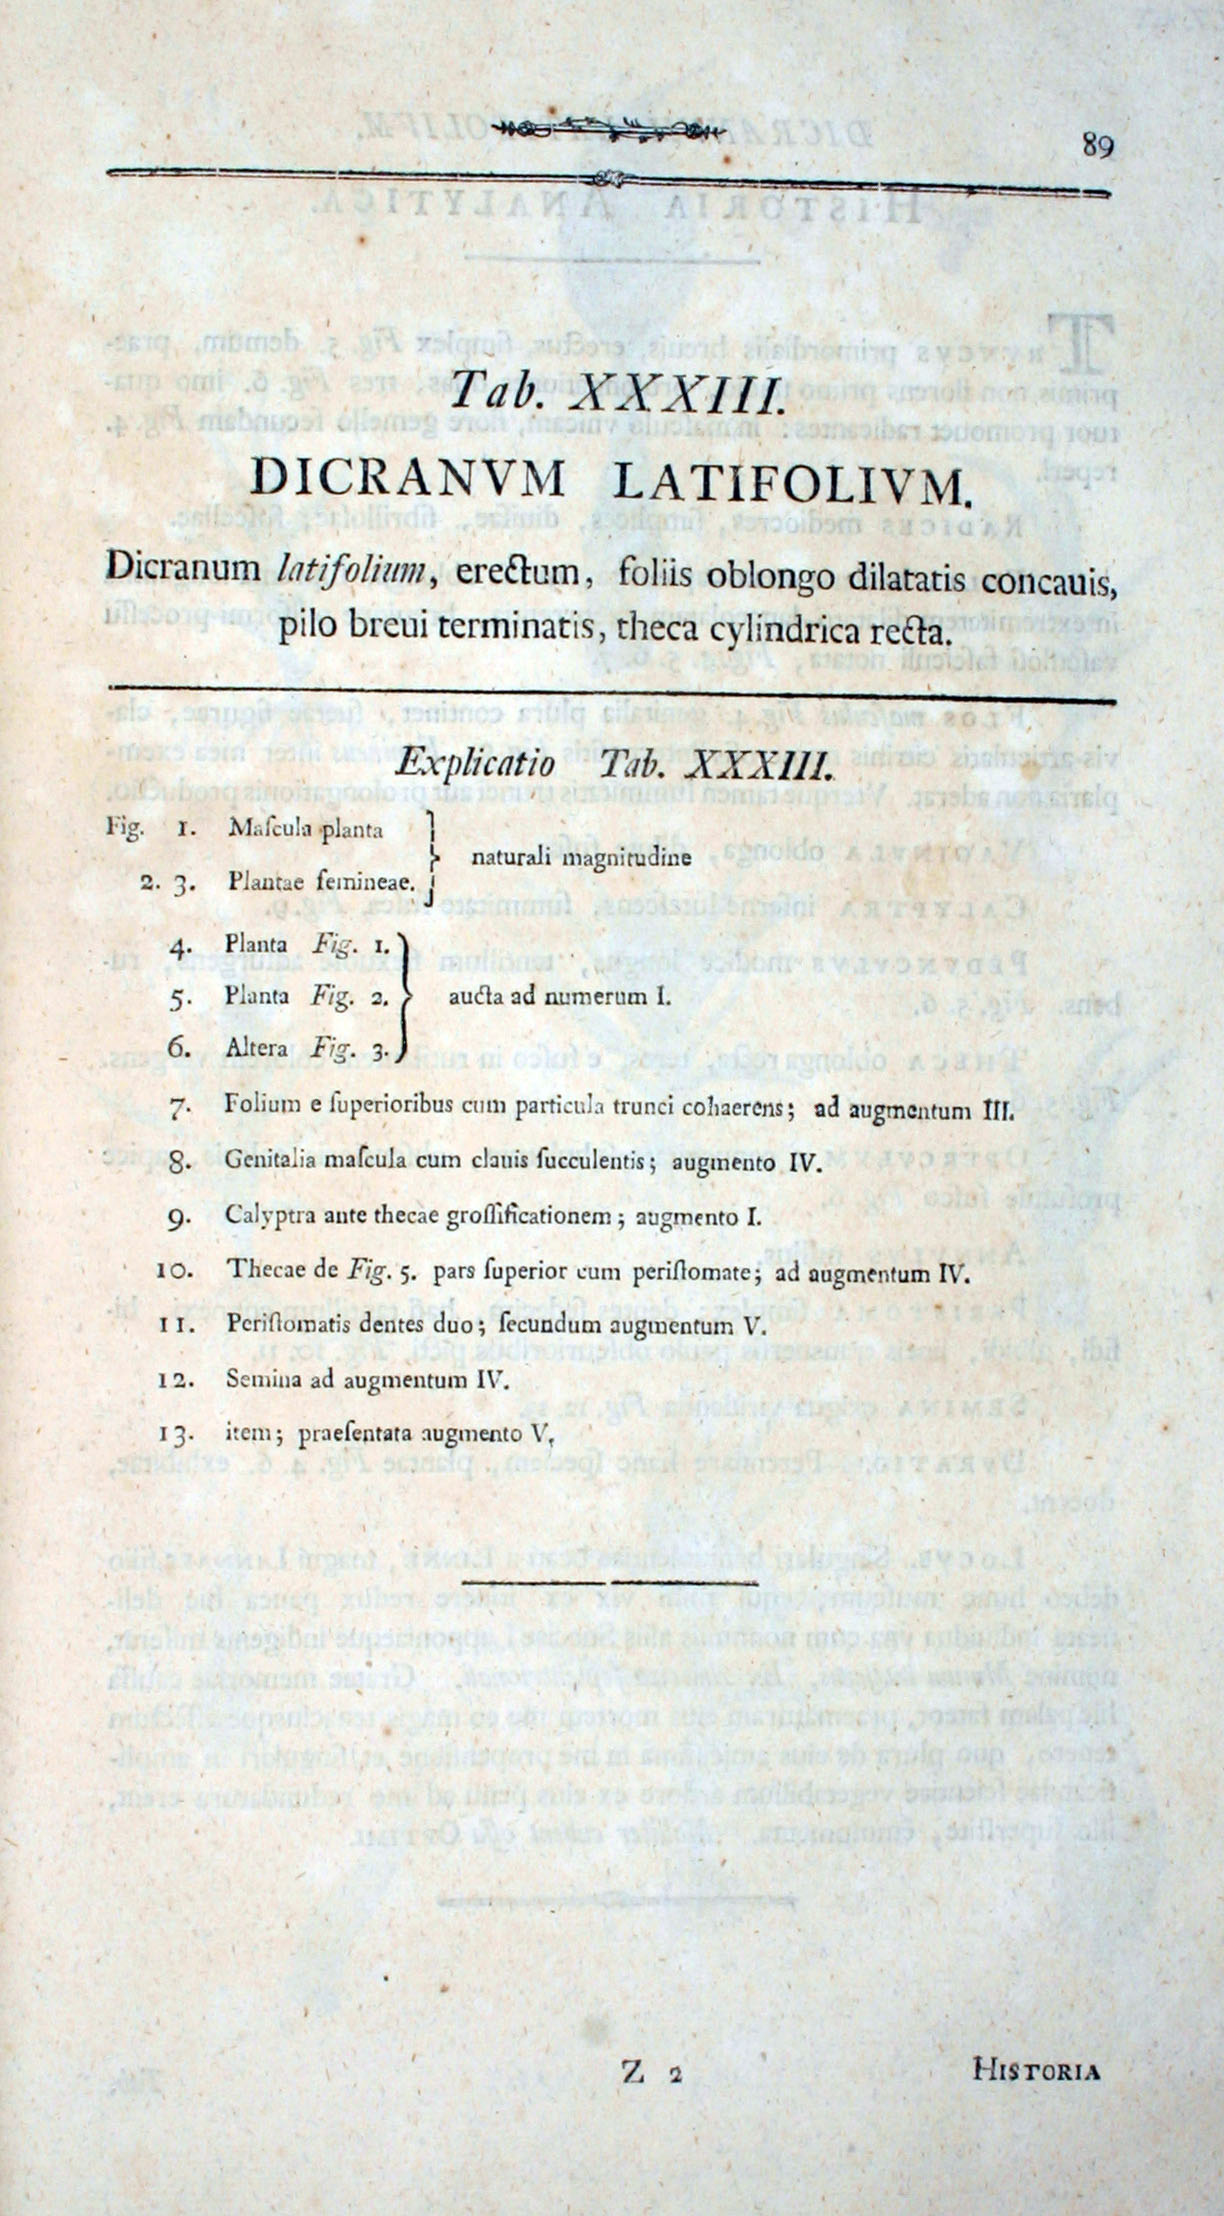 89
Tab. XXXIII.
DICRANVM LATIFOLIVM.
Dicranum latifolium, erectum, foliis oblongo dilatatis concauis,
pilo breui terminatis, theca cylindrica recta.
Explicatio Tab. XXXIII.
Fig. 1. Maſcula planta
naturali magnitudine
2. 3. Plantae femineae.
4. Planta Fig. 1.
5. Planta Fig. 2. aucta ad numerum I.
6. Altera Fig. 3.
7. Folium e ſuperioribus cum particula trunci cohaerens; ad augmentum III.
8. Genitalia maſcula cum clauis ſucculentis; augmento IV.
9. Calyptra ante thecae groſſificationem; augmento I.
10. Thecae de Fig. 5. pars ſuperior cum periſtomate; ad augmentum IV.
11. Periſtomatis dentes duo; ſecundum augmentum V.
12. Semina ad augmentum IV.
13. item; praeſentata augmento V.
Z 2 HISTORIA